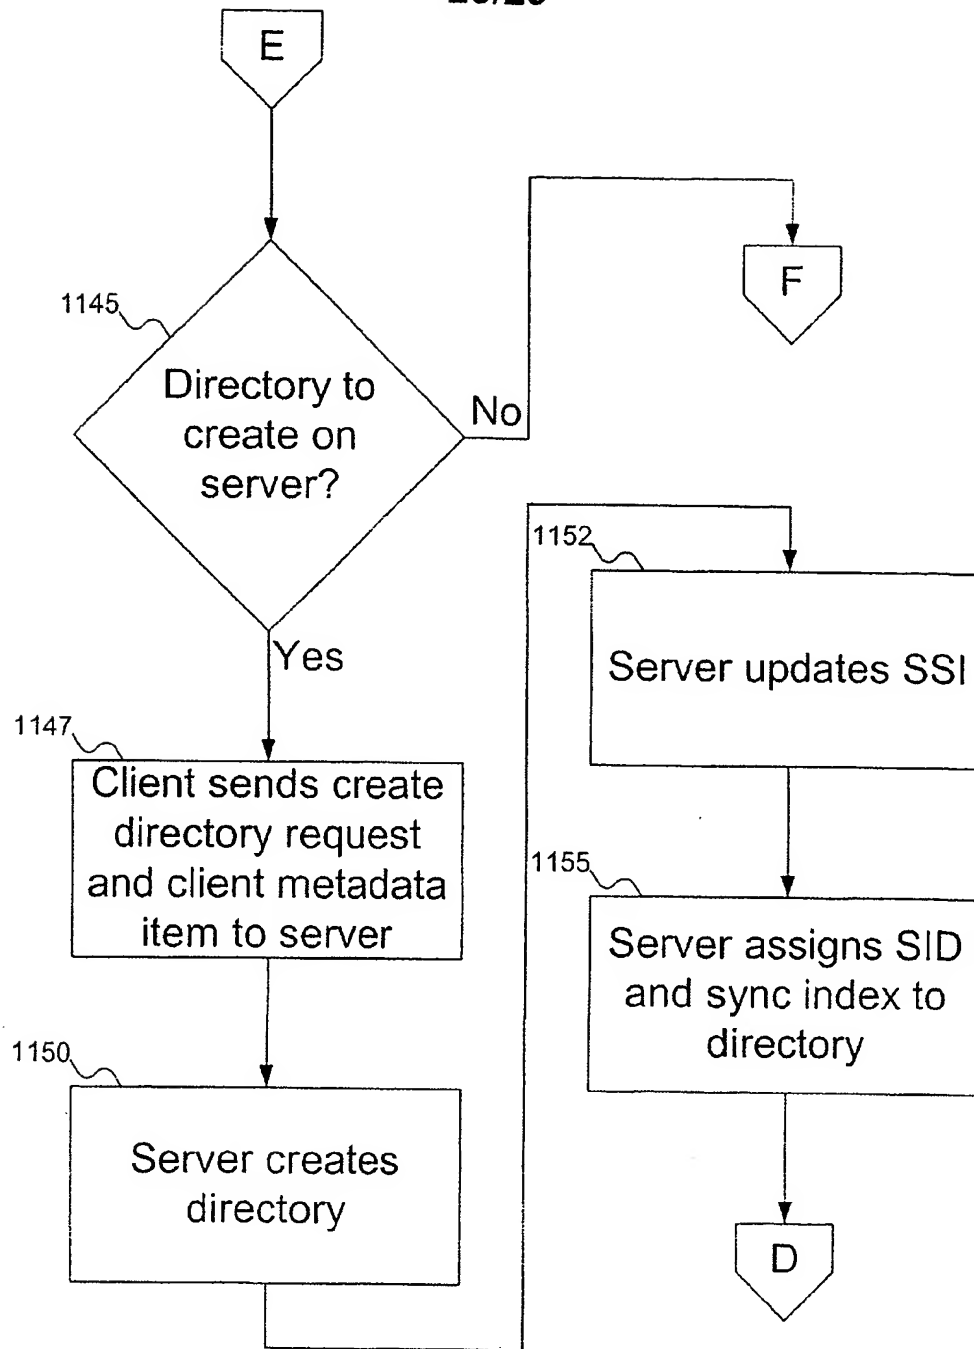 E
F
1145
Directory to
create on
server?
No
Yes
1147
Client sends create
directory request
and client metadata
item to server
1150
Server creates
directory
1152
Server updates SSI
1155
Server assigns SID
and sync index to
directory
D